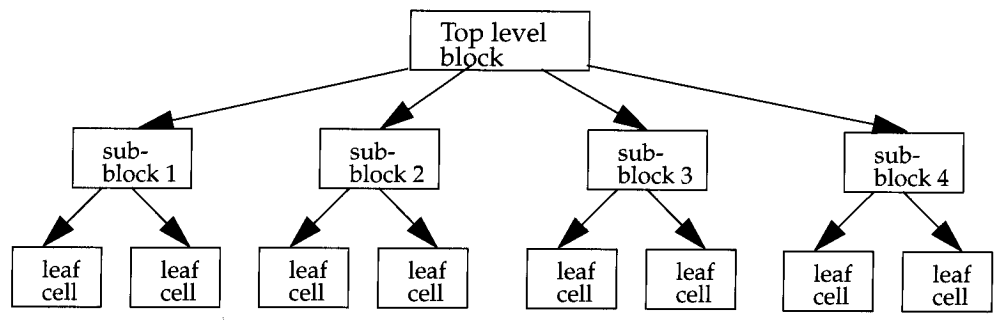 Top level
block
sub-
block 1
sub-
block 2
sub-
block 3
sub-
block 4
leaf
cell
leaf
cell
leaf
cell
leaf
cell
leaf
cell
leaf
cell
leaf
cell
leaf
cell